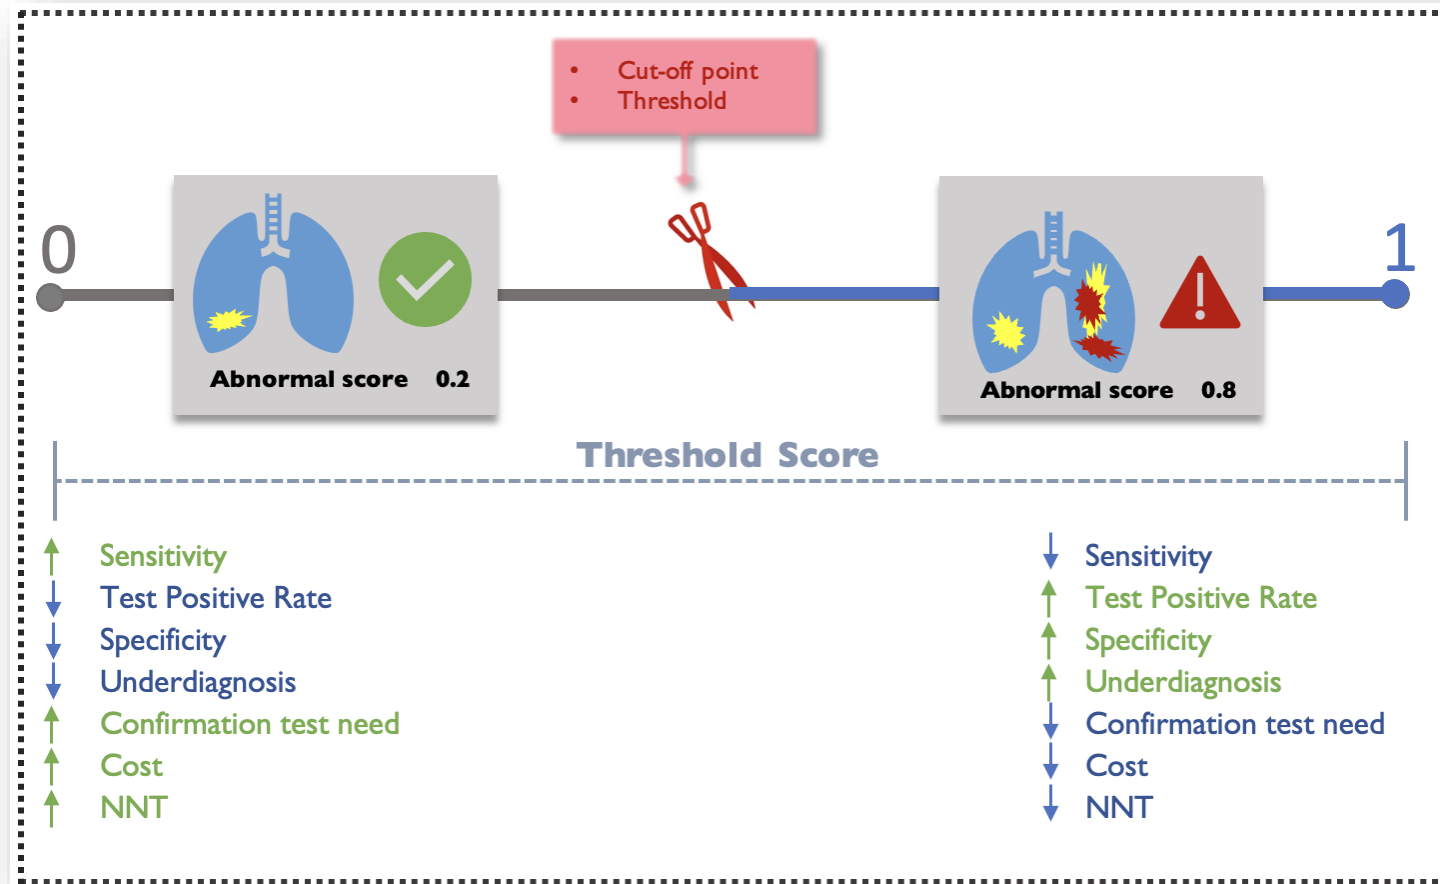 • Cut-off point
• Threshold
0
1
Abnormal score 0.2
Abnormal score 0.8
Threshold Score
Sensitivity
Test Positive Rate
Specificity
Underdiagnosis
Confirmation test need
Cost
NNT
Sensitivity
Test Positive Rate
Specificity
Underdiagnosis
Confirmation test need
Cost
NNT